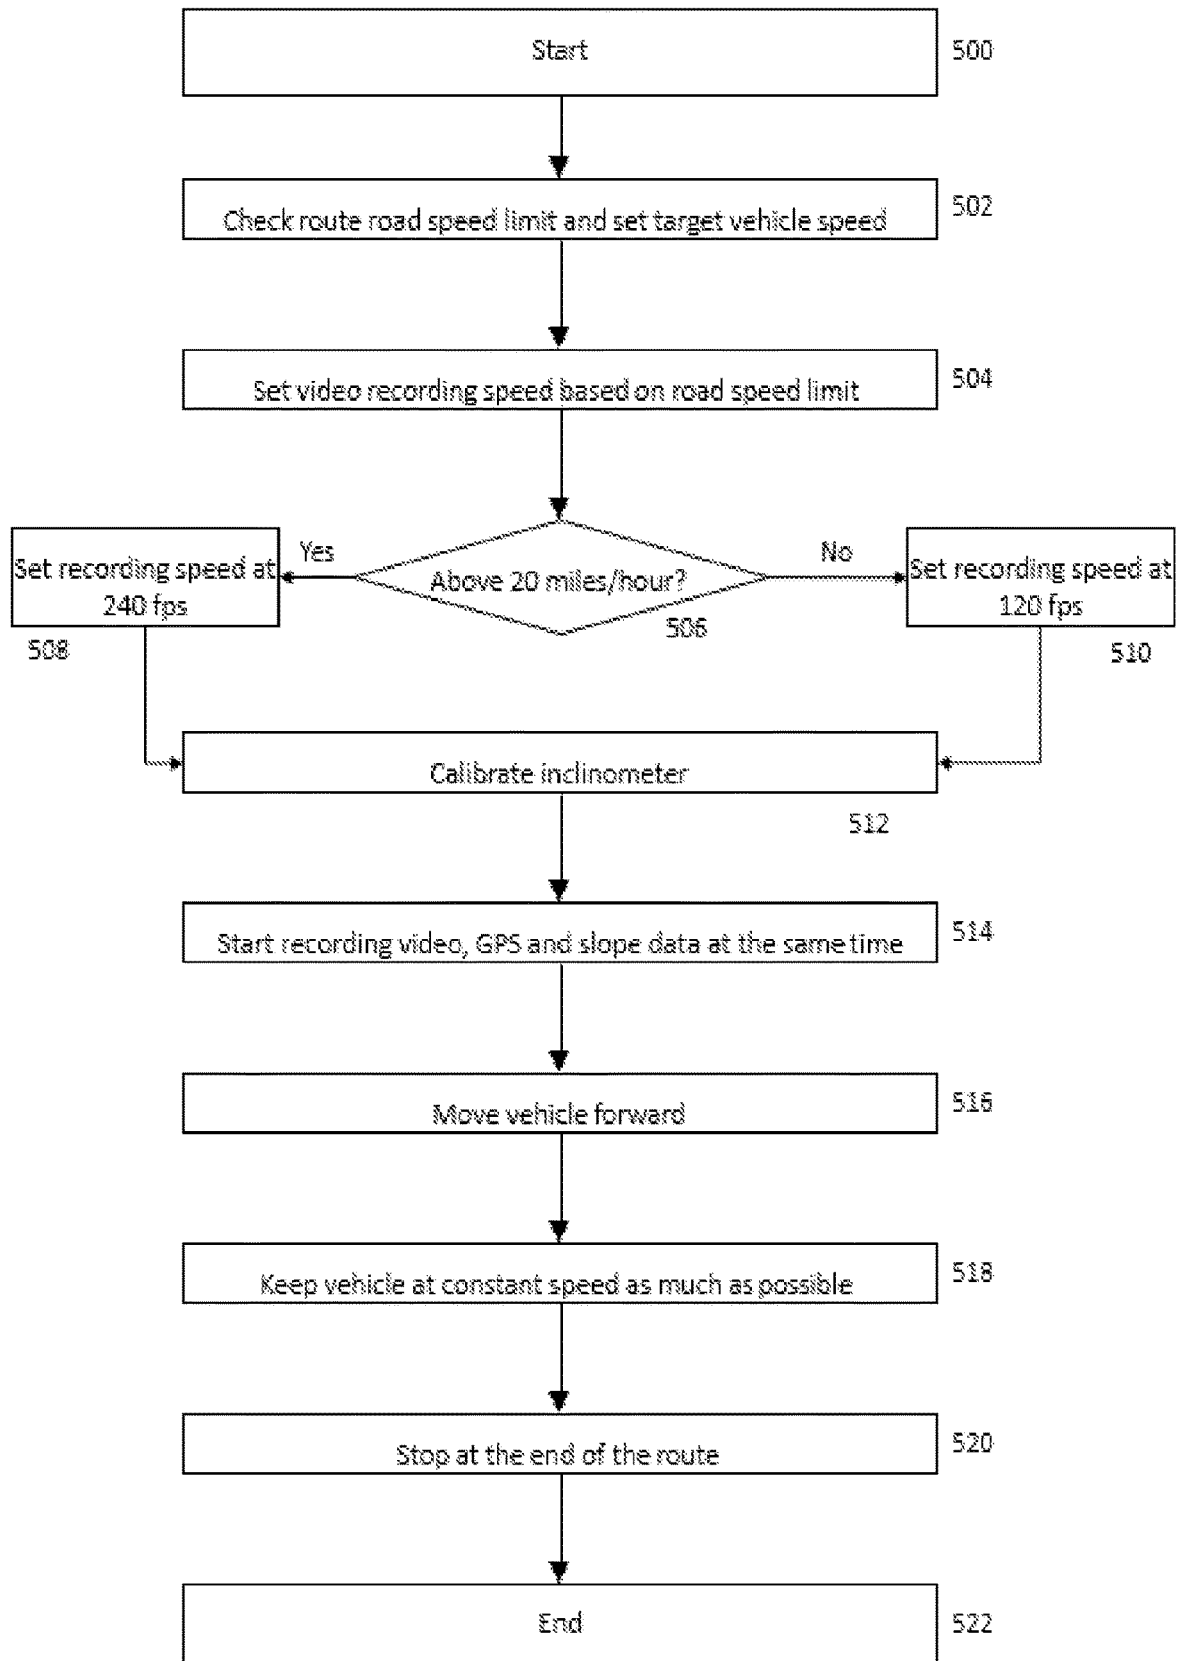 Start
500
Check route road speed limit and set target vehicle speed
502
Set video recording speed based on road speed limit
504
Yes
Above 20 miles/hour?
506
No
Set recording speed at
240 fps
508
Set recording speed at
120 fps
510
Calibrate inclinometer
512
Start recording video, GPS and slope data at the same time
514
Move vehicle forward
516
Keep vehicle at constant speed as much as possible
518
Stop at the end of the route
520
End
522